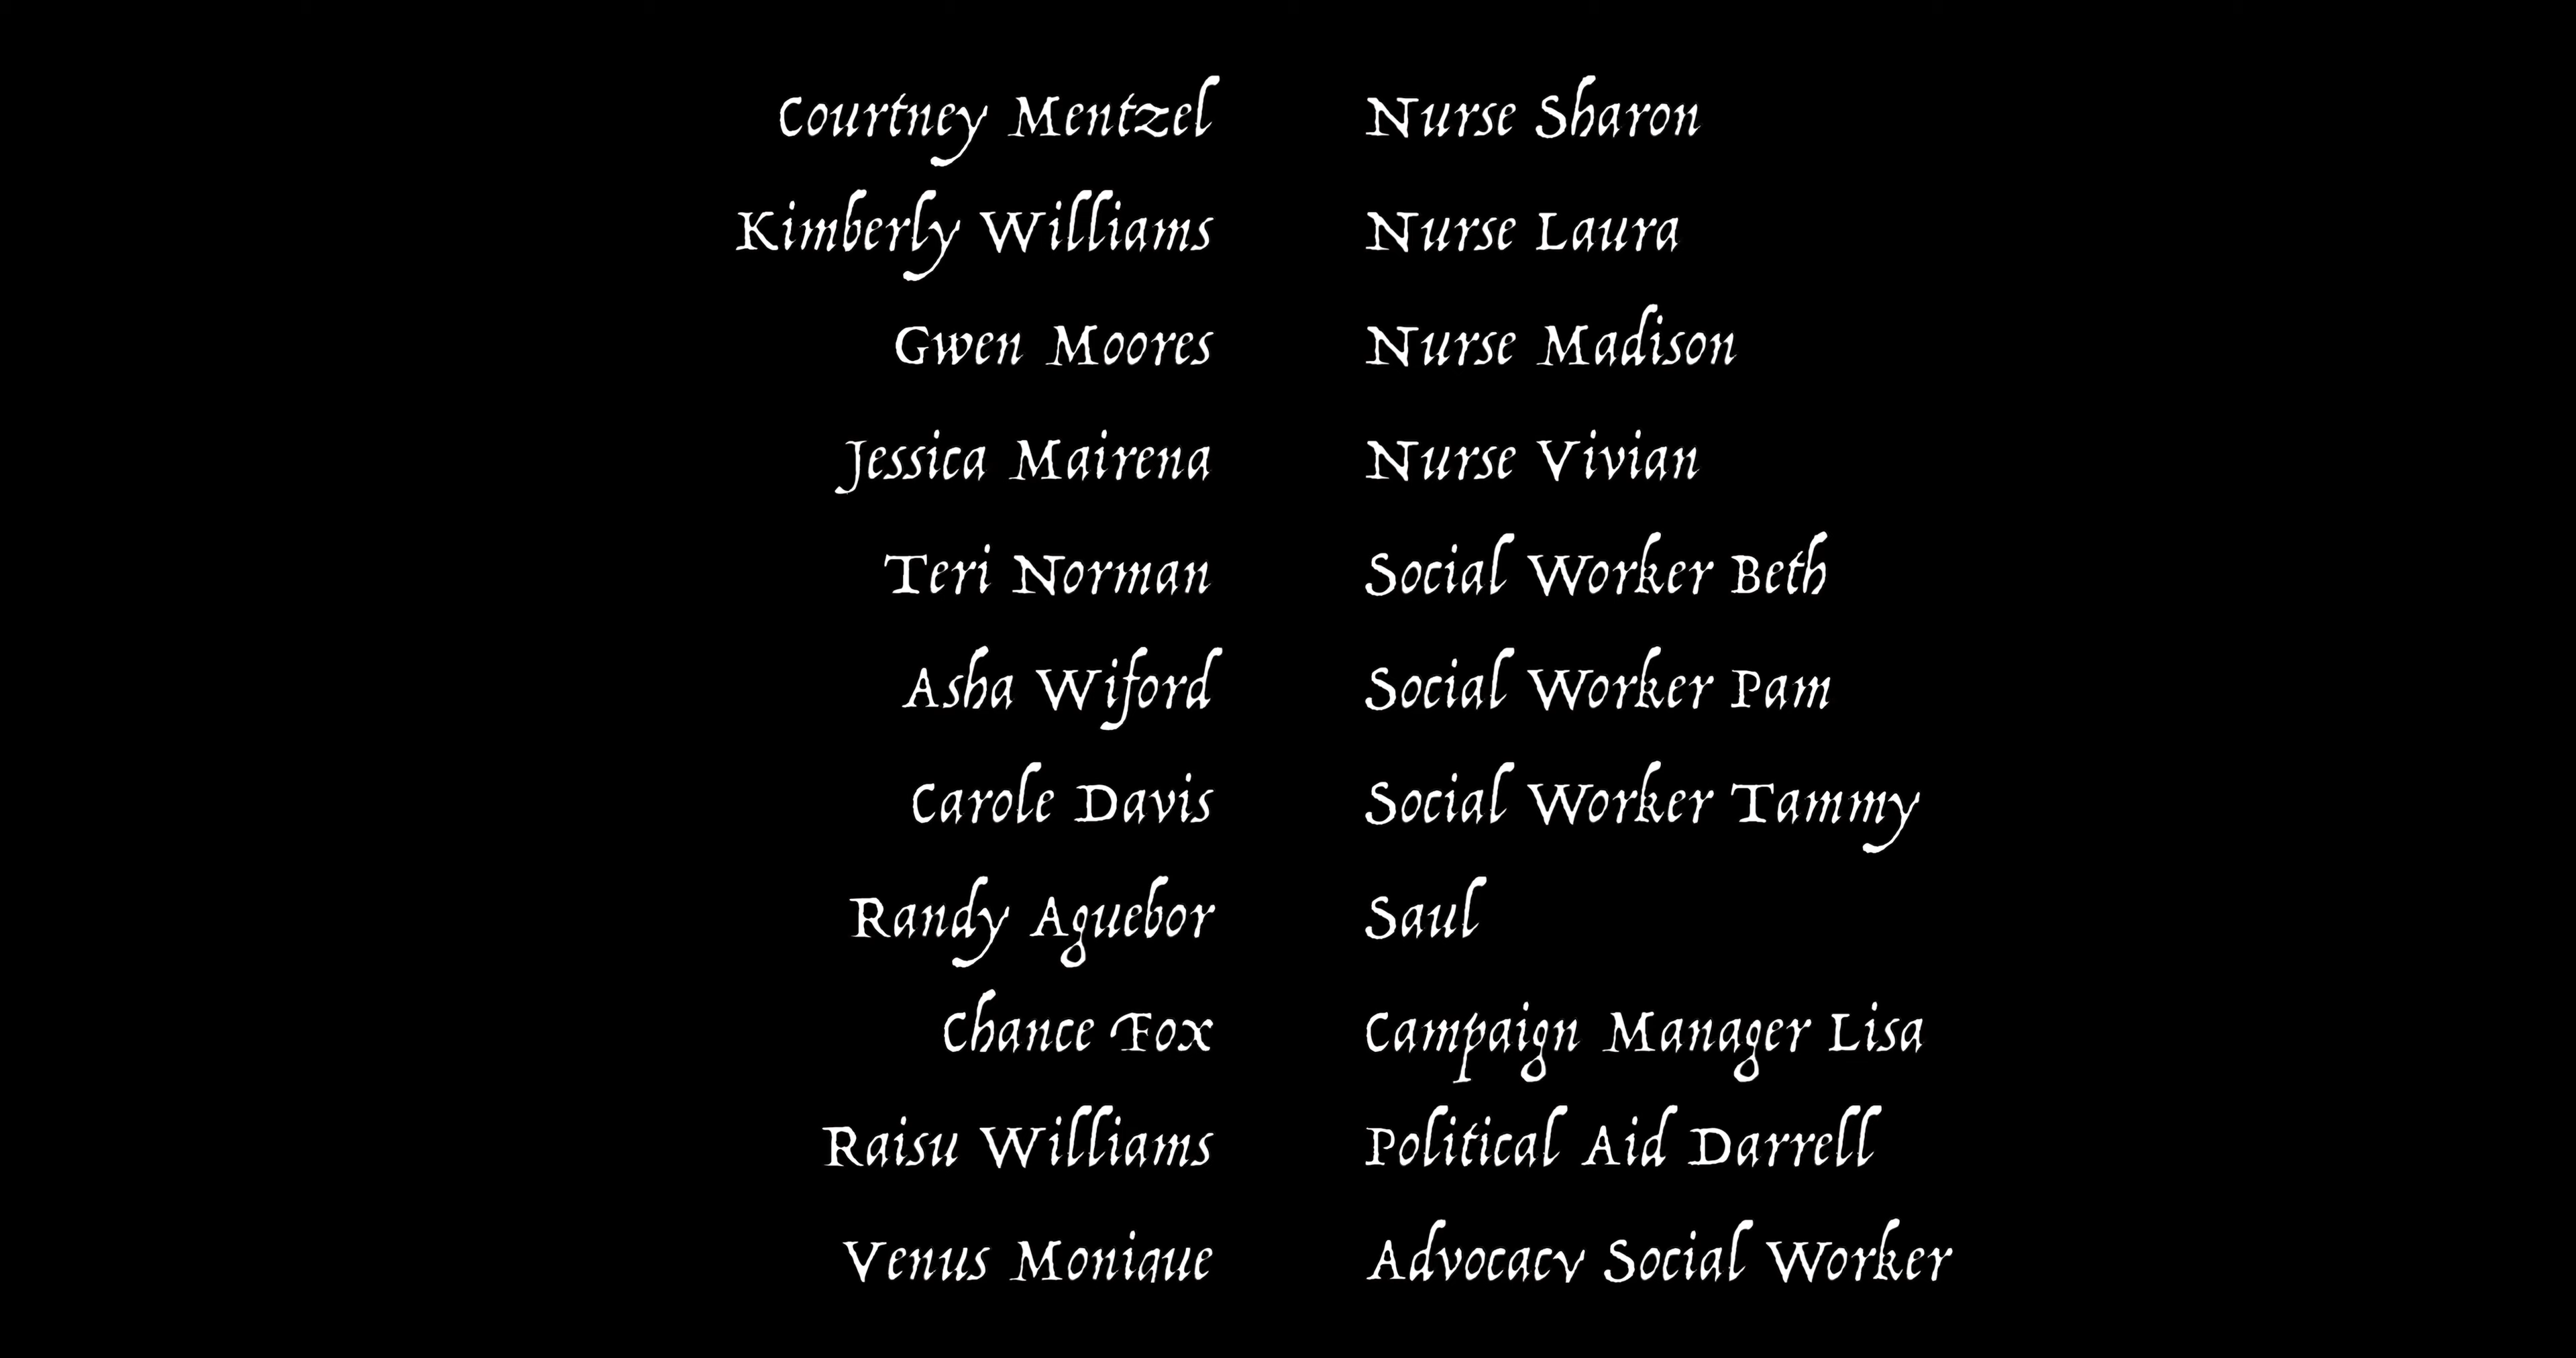 Courtney Mentzel Nurse Sharon
Kimberly Williams Nurse Laura
Gwen Moores Nurse Madison
Jessica Mairena Nurse Vivian
Teri Norman Social Worker Beth
Asha Wiford Social Worker Pam
Carole Davis Social Worker Tammy
Randy Aguebor Saul
Chance Fox Campaign Manager Lisa
Raisu Williams Political Aid Darrell
Venus Monique Advocacy Social Worker